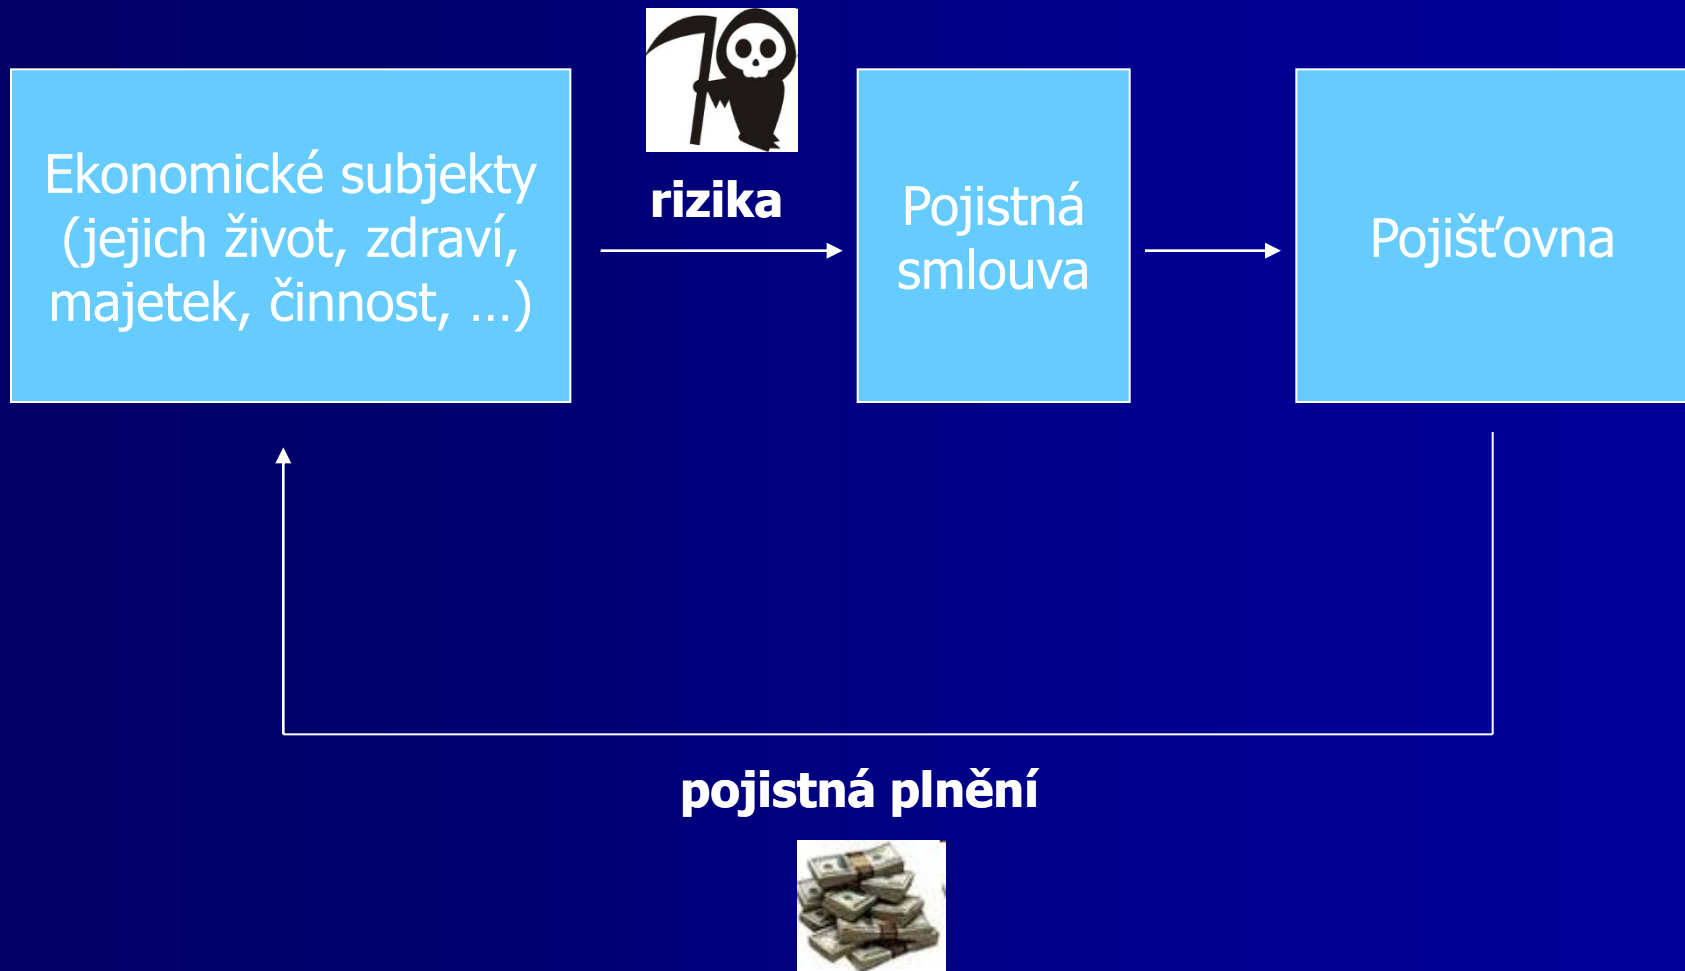 Ekonomické subjekty
(jejich život, zdraví,
majetek, činnost, ...)
rizika
Pojistná
smlouva
Pojišťovna
pojistná plnění